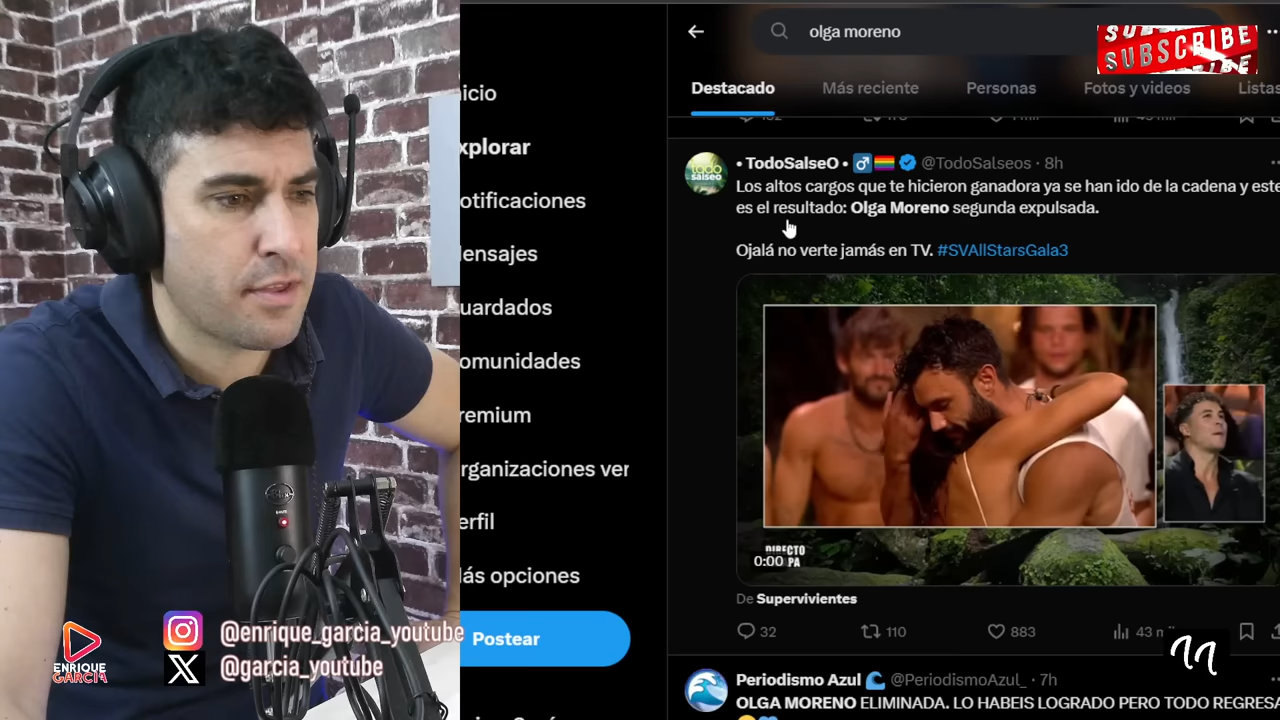 olga moreno
SUBSCRIBE
Destacado
Más reciente
Personas
Fotos y videos
Listas
icio
xplorar
otificaciones
ensajes
uardados
omunidades
remium
rganizaciones ver
erfil
ás opciones
Postear
• TodoSalseO • @TodoSalseos · 8h
Los altos cargos que te hicieron ganadora ya se han ido de la cadena y este
es el resultado: Olga Moreno segunda expulsada.
Ojalá no verte jamás en TV. #SVAllStarsGala3
todo
salseo
DIRECTO
0:00
PA
De Supervivientes
32
110
883
43 m
Periodismo Azul @PeriodismoAzul_ · 7h
OLGA MORENO ELIMINADA. LO HABEIS LOGRADO PERO TODO REGRESA
@enrique_garcia_youtube
@garcia_youtube
ENRIQUE
GARCIA